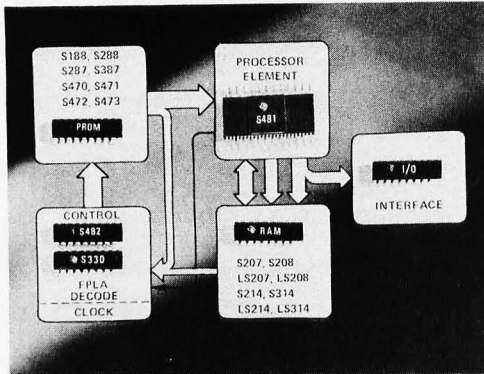 S188, S288
S287, S387
S470, S471
S472, S473
PROM
PROCESSOR
ELEMENT
S481
I/O
INTERFACE
CONTROL
S482
S330
FPLA
DECODE
CLOCK
RAM
S207, S208
LS207, LS208
S214, S314
LS214, LS314